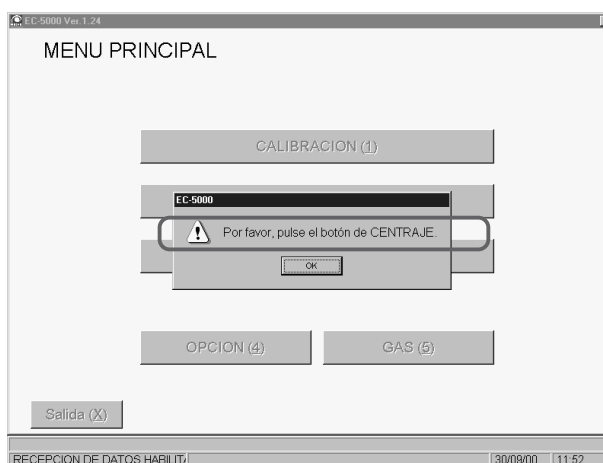 EC-5000 Ver.1.24
MENU PRINCIPAL
CALIBRACION (1)
EC-5000
Por favor, pulse el botón de CENTRAJE.
OK
OPCION (4)
GAS (5)
Salida (X)
RECEPCION DE DATOS HABILIT
30/09/00
11:52